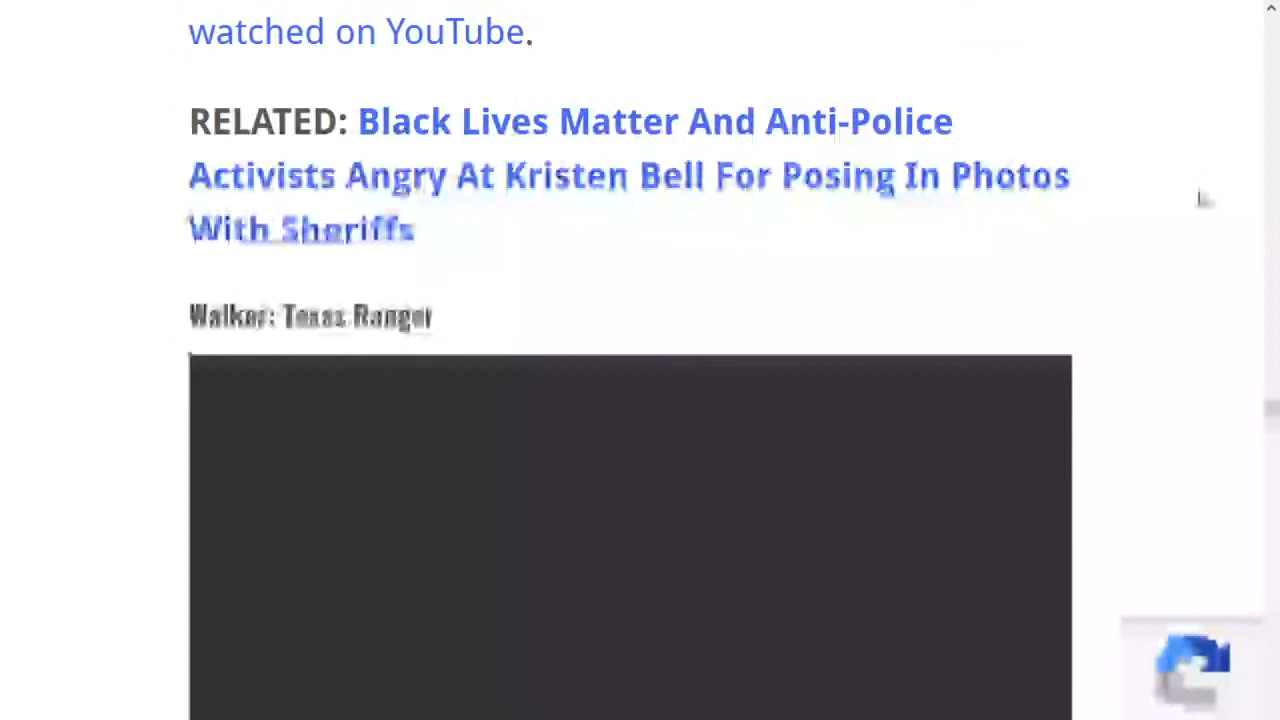 watched on YouTube.
RELATED: Black Lives Matter And Anti-Police
Activists Angry At Kristen Bell For Posing In Photos
With Sheriffs
Walker: Texas Ranger